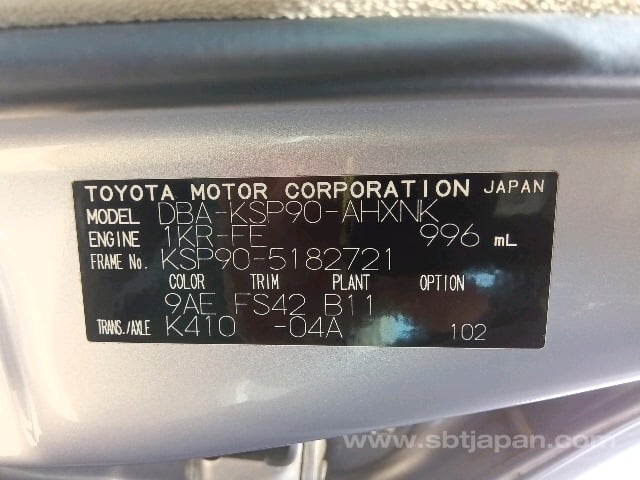 TOYOTA MOTOR CORPORATION JAPAN
MODEL DBA-KSP90-AHXNK
ENGINE 1KR-FE 996 mL
FRAME No. KSP90-5182721
COLOR TRIM PLANT OPTION
9AE FS42 B11
TRANS./AXLE K410 -04A 102
www.sbtjapan.com